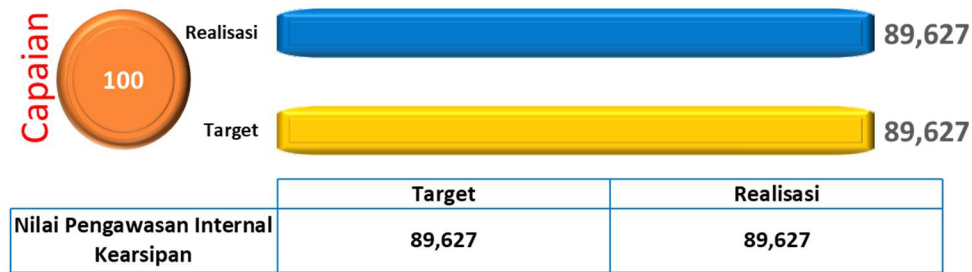 Capaian
100
Realisasi
89,627
Target
89,627
Target Realisasi
Nilai Pengawasan Internal
Kearsipan
89,627 89,627